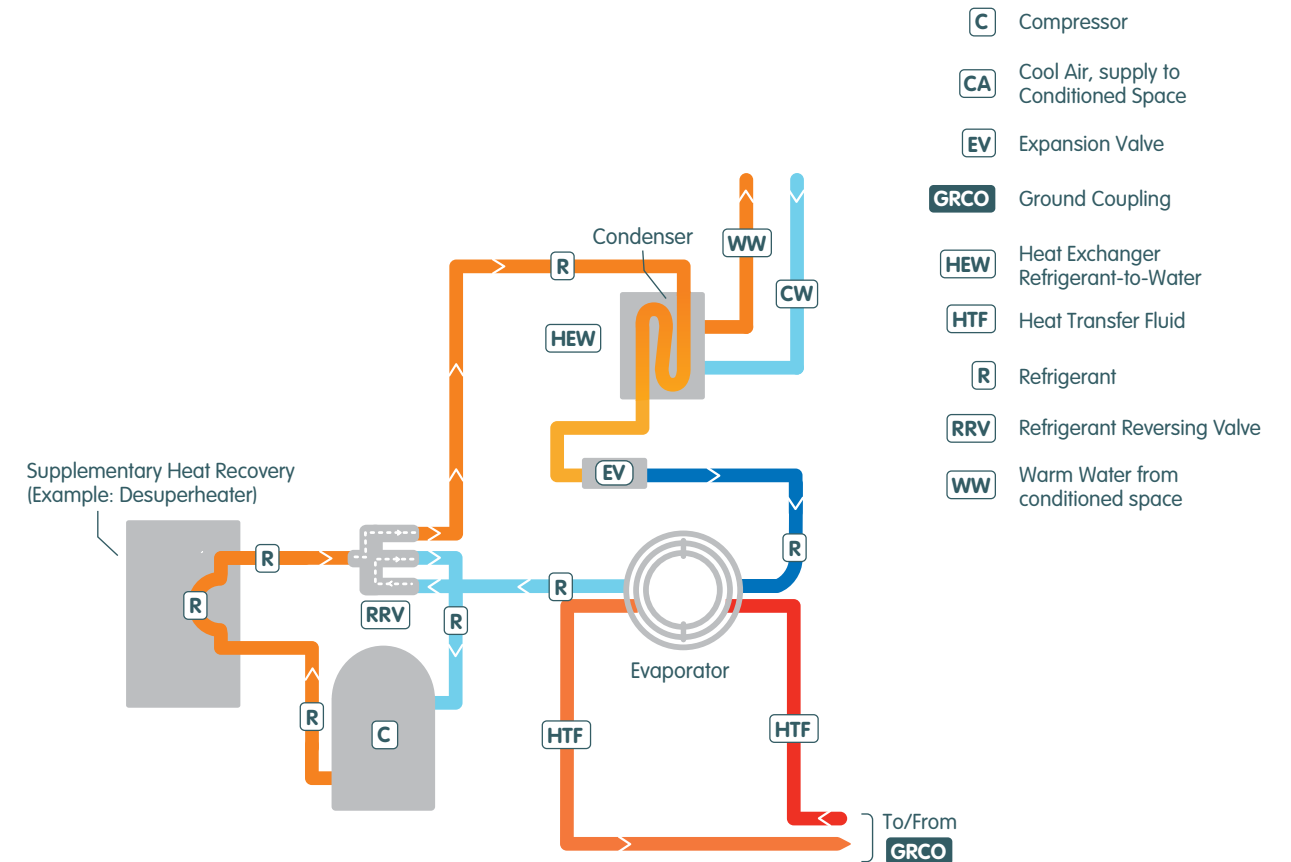 C Compressor
CA Cool Air, supply to
Conditioned Space
EV Expansion Valve
GRCO Ground Coupling
HEW Heat Exchanger
Refrigerant-to-Water
HTF Heat Transfer Fluid
R Refrigerant
RRV Refrigerant Reversing Valve
WW Warm Water from
conditioned space
Condenser
WW
R
CW
HEW
Supplementary Heat Recovery
(Example: Desuperheater)
EV
R
R
R
R
RRV
R
Evaporator
R
C
HTF
HTF
To/From
GRCO